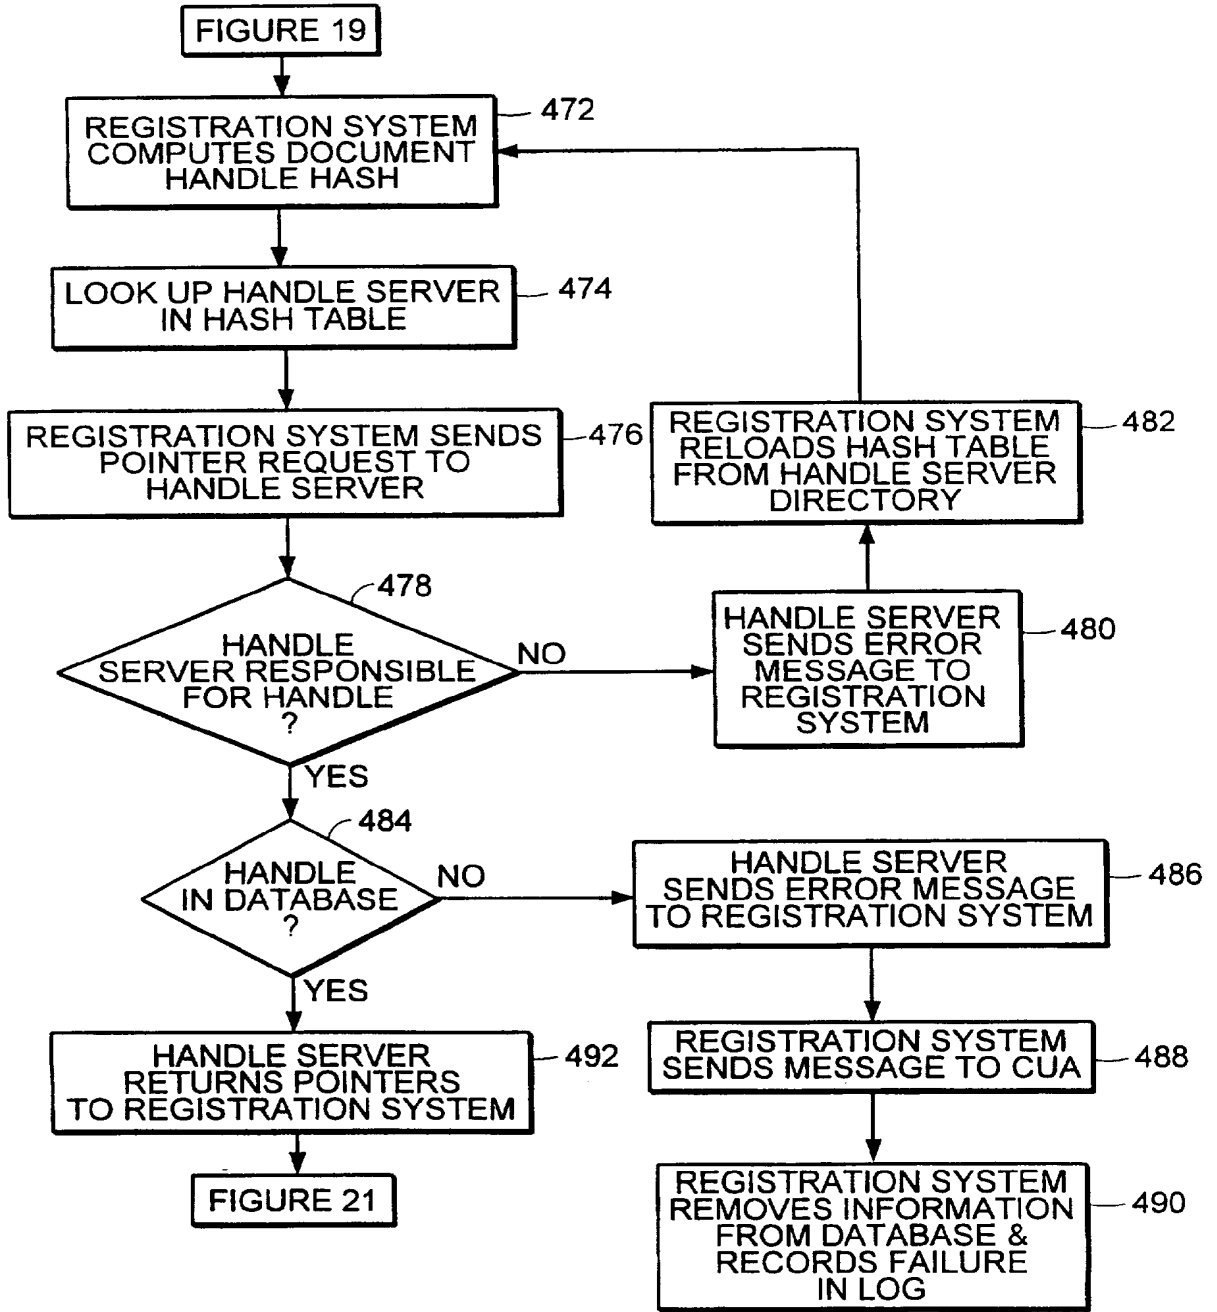 FIGURE 19
472
REGISTRATION SYSTEM
COMPUTES DOCUMENT
HANDLE HASH
474
LOOK UP HANDLE SERVER
IN HASH TABLE
476
REGISTRATION SYSTEM SENDS
POINTER REQUEST TO
HANDLE SERVER
482
REGISTRATION SYSTEM
RELOADS HASH TABLE
FROM HANDLE SERVER
DIRECTORY
478
HANDLE
SERVER RESPONSIBLE
FOR HANDLE
?
NO
480
HANDLE SERVER
SENDS ERROR
MESSAGE TO
REGISTRATION
SYSTEM
YES
484
HANDLE
IN DATABASE
?
NO
486
HANDLE SERVER
SENDS ERROR MESSAGE
TO REGISTRATION SYSTEM
YES
488
REGISTRATION SYSTEM
SENDS MESSAGE TO CUA
492
HANDLE SERVER
RETURNS POINTERS
TO REGISTRATION SYSTEM
490
REGISTRATION SYSTEM
REMOVES INFORMATION
FROM DATABASE &
RECORDS FAILURE
IN LOG
FIGURE 21